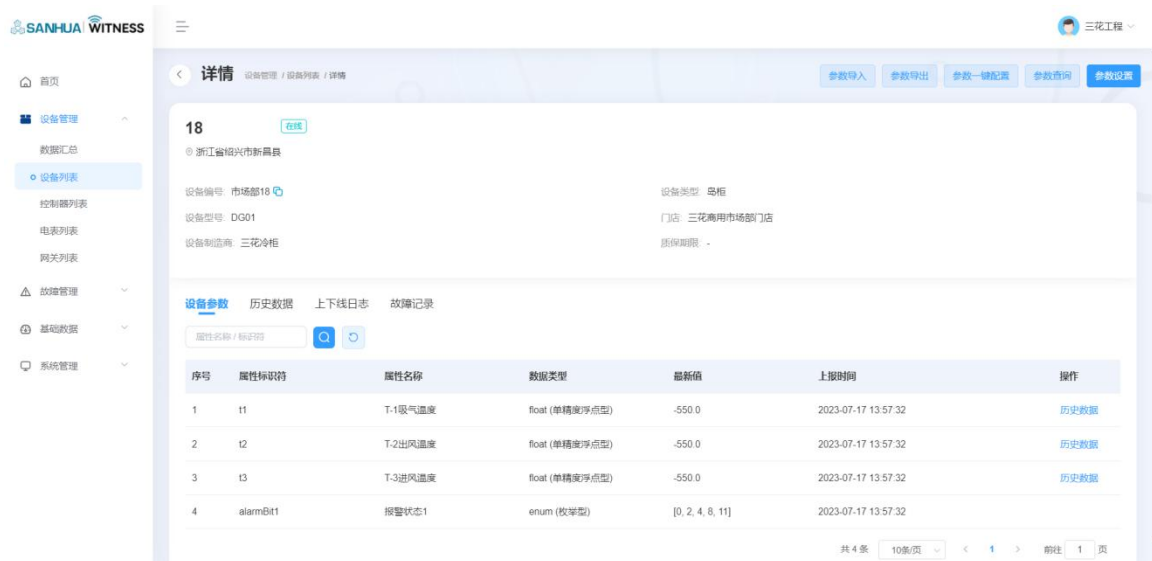 SANHUA WITNESS
三花工程
首页
设备管理
数据汇总
设备列表
控制器列表
电表列表
网关列表
故障管理
基础数据
系统管理
详情 设备管理 / 设备列表 / 详情
参数导入 参数导出 参数一键配置 参数查询 参数设置
18 在线
浙江省绍兴市新昌县
设备编号: 市场部18 设备类型: 岛柜
设备型号: DG01 门店: 三花商用市场部门店
设备制造商: 三花冷柜 质保期限: -
设备参数 历史数据 上下线日志 故障记录
属性名称 / 标识符
序号 属性标识符 属性名称 数据类型 最新值 上报时间 操作
1 t1 T-1吸气温度 float (单精度浮点型) -550.0 2023-07-17 13:57:32 历史数据
2 t2 T-2出风温度 float (单精度浮点型) -550.0 2023-07-17 13:57:32 历史数据
3 t3 T-3进风温度 float (单精度浮点型) -550.0 2023-07-17 13:57:32 历史数据
4 alarmBit1 报警状态1 enum (枚举型) [0, 2, 4, 8, 11] 2023-07-17 13:57:32
共 4 条 10条/页 < 1 > 前往 1 页